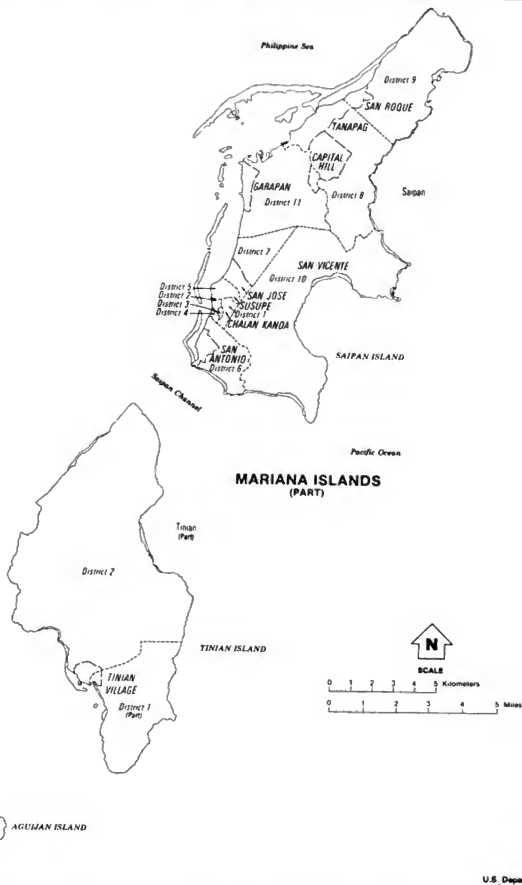 Philippine Sea
District 9
SAN ROQUE
TANAPAG
CAPITAL
HILL
Saipan
GARAPAN
District 11
District 8
District 7
SAN VICENTE
District 10
District 5
District 2
District 3
District 4
SAN JOSE
SUSUPE
District 1
CHALAN KANOA
SAN
ANTONIO
District 6
SAIPAN ISLAND
Saipan Channel
Pacific Ocean
MARIANA ISLANDS
(PART)
Tinian
(Part)
District 2
TINIAN ISLAND
TINIAN
VILLAGE
District 1
(Part)
N
SCALE
0 1 2 3 4 5 Kilometers
0 1 2 3 4 5 Miles
AGUIJAN ISLAND
U.S. Depa